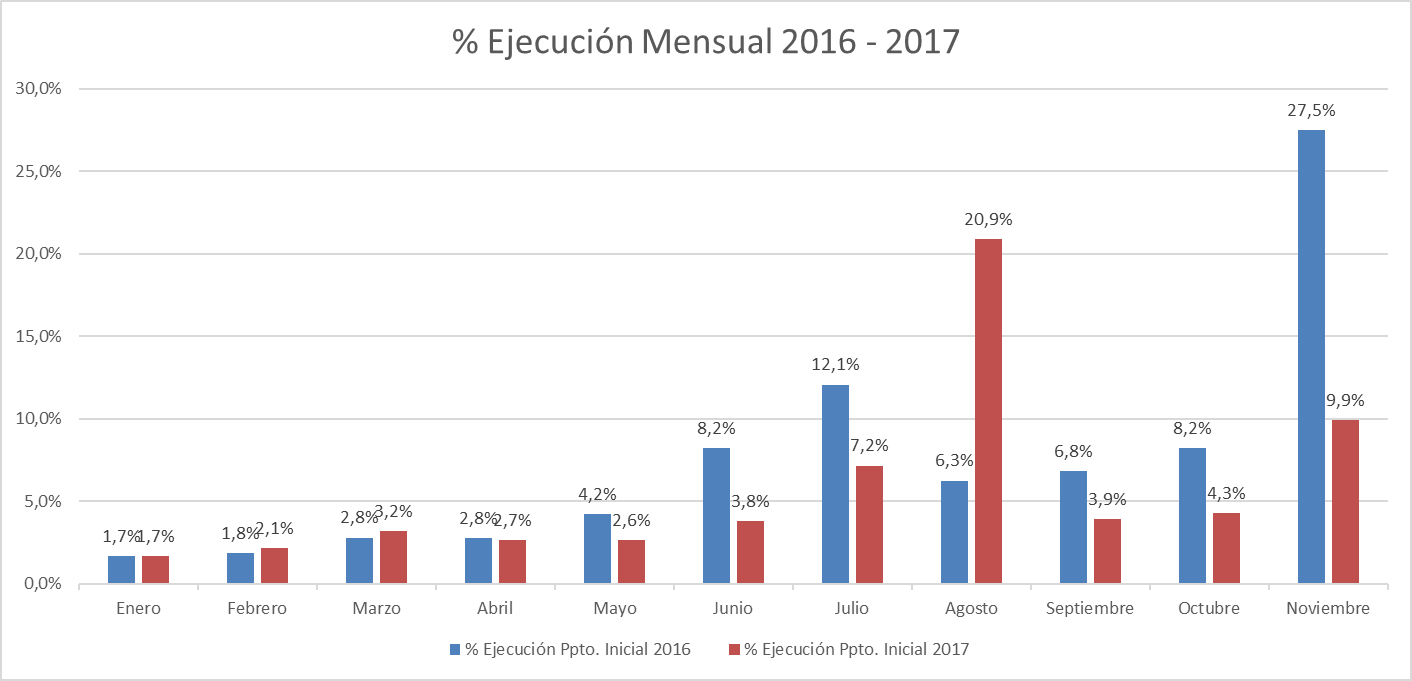 % Ejecución Mensual 2016 - 2017
30,0%
25,0%
20,0%
15,0%
10,0%
5,0%
0,0%
1,7%
1,7%
1,8%
2,1%
2,8%
3,2%
2,8%
2,7%
4,2%
2,6%
8,2%
3,8%
12,1%
7,2%
6,3%
20,9%
6,8%
3,9%
8,2%
4,3%
27,5%
9,9%
Enero
Febrero
Marzo
Abril
Mayo
Junio
Julio
Agosto
Septiembre
Octubre
Noviembre
% Ejecución Ppto. Inicial 2016
% Ejecución Ppto. Inicial 2017